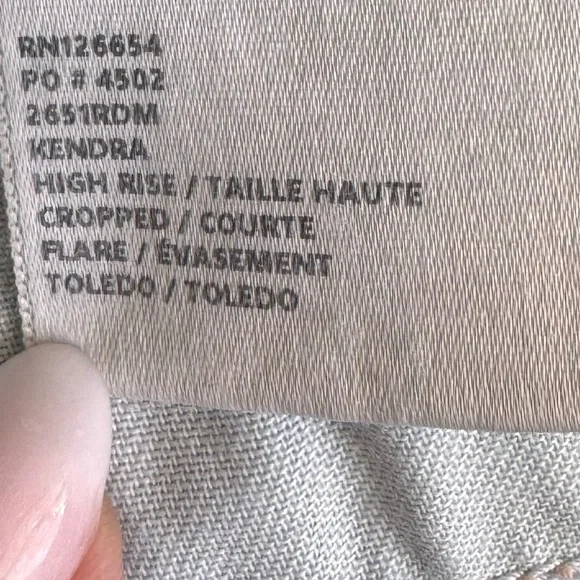 RN126654
PO # 4502
2651RDM
KENDRA
HIGH RISE / TAILLE HAUTE
CROPPED / COURTE
FLARE / ÉVASEMENT
TOLEDO / TOLEDO